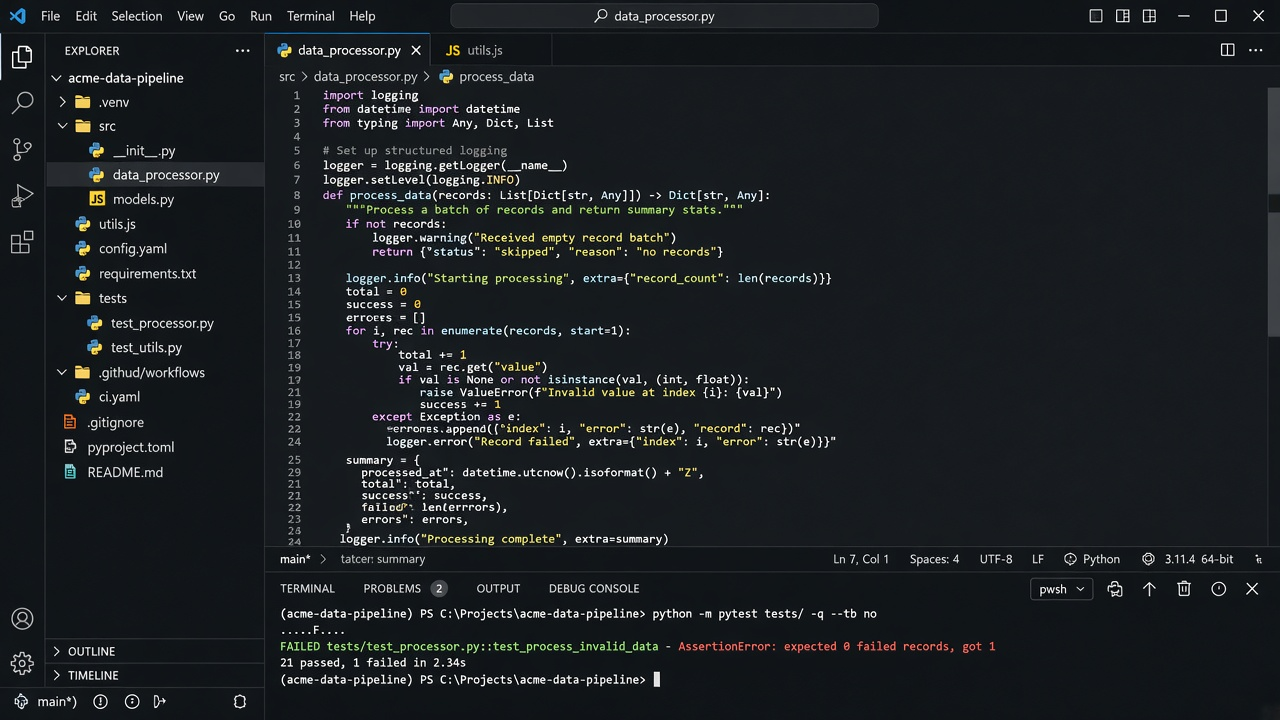 File Edit Selection View Go Run Terminal Help
data_processor.py
EXPLORER
acme-data-pipeline
.venv
src
__init__.py
data_processor.py
models.py
utils.js
config.yaml
requirements.txt
tests
test_processor.py
test_utils.py
.githud/workflows
ci.yaml
.gitignore
pyproject.toml
README.md
OUTLINE
TIMELINE
main*)
data_processor.py
JS utils.js
src > data_processor.py > process_data
1 import logging
2 from datetime import datetime
3 from typing import Any, Dict, List
4
5 # Set up structured logging
6 logger = logging.getLogger(__name__)
7 logger.setLevel(logging.INFO)
8 def process_data(records: List[Dict[str, Any]]) -> Dict[str, Any]:
9 """Process a batch of records and return summary stats."""
10 if not records:
11 logger.warning("Received empty record batch")
11 return {"status": "skipped", "reason": "no records"}
12
13 logger.info("Starting processing", extra={"record_count": len(records)}}
14 total = 0
15 success = 0
15 errors = []
16 for i, rec in enumerate(records, start=1):
17 try:
18 total += 1
19 val = rec.get("value")
19 if val is None or not isinstance(val, (int, float)):
21 raise ValueError(f"Invalid value at index {i}: {val}")
19 success += 1
22 except Exception as e:
22 .append({"index": i, "error": str(e), "record": rec})"
24 logger.error("Record failed", extra={"index": i, "error": str(e)}}"
25 summary = {
29 processed_at": datetime.utcnow().isoformat() + "Z",
21 total": total,
21 success": success,
22 failed": len(errrors),
23 errors": errors,
24 }
24 logger.info("Processing complete", extra=summary)
main* > tatcer: summary
Ln 7, Col 1 Spaces: 4 UTF-8 LF Python 3.11.4 64-bit
TERMINAL PROBLEMS 2 OUTPUT DEBUG CONSOLE
pwsh
(acme-data-pipeline) PS C:\Projects\acme-data-pipeline> python -m pytest tests/ -q --tb no
.....F....
FAILED tests/test_processor.py::test_process_invalid_data - AssertionError: expected 0 failed records, got 1
21 passed, 1 failed in 2.34s
(acme-data-pipeline) PS C:\Projects\acme-data-pipeline>